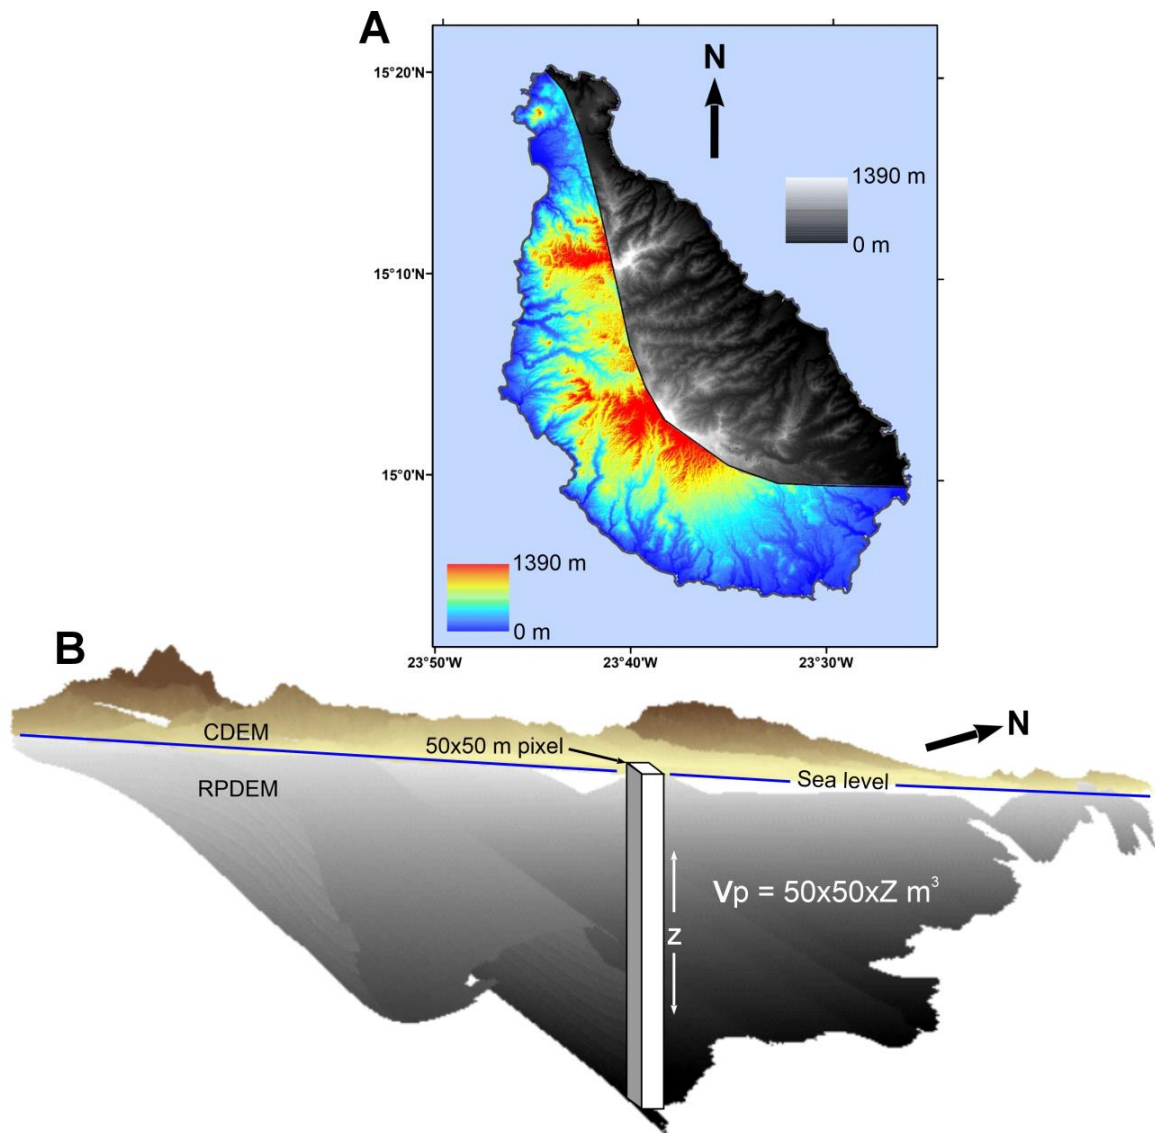 A
N
15°20'N
1390 m
0 m
15°10'N
15°0'N
1390 m
0 m
23°50'W
23°40'W
23°30'W
B
N
CDEM
50x50 m pixel
Sea level
RPDEM
Vp = 50x50xZ m³
z